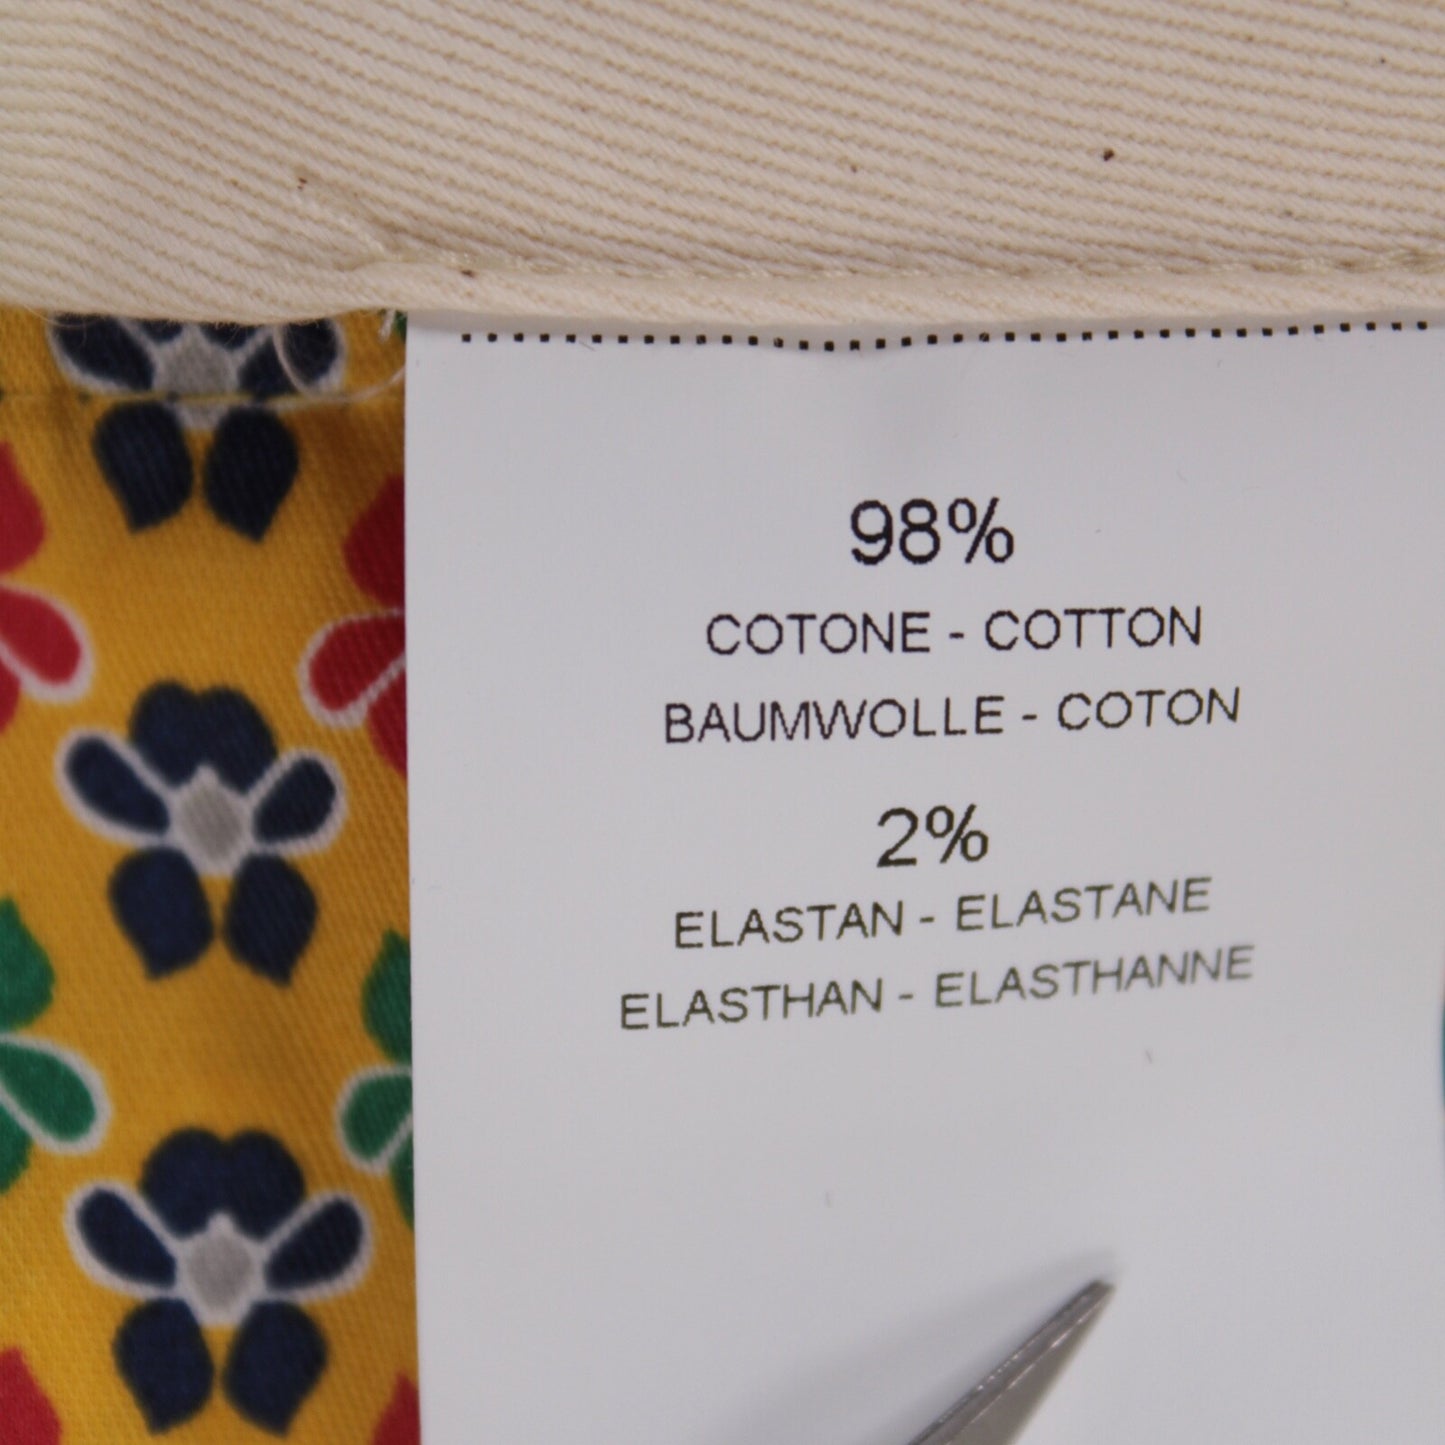 98%
COTONE - COTTON
BAUMWOLLE - COTON
2%
ELASTAN - ELASTANE
ELASTHAN - ELASTHANNE